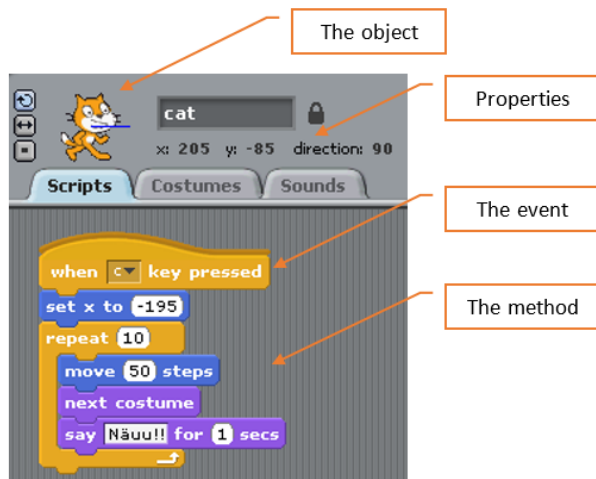 The object
Properties
cat
x: 205 y: -85 direction: 90
Scripts Costumes Sounds
The event
when c key pressed
The method
set x to -195
repeat 10
move 50 steps
next costume
say Näuu!! for 1 secs